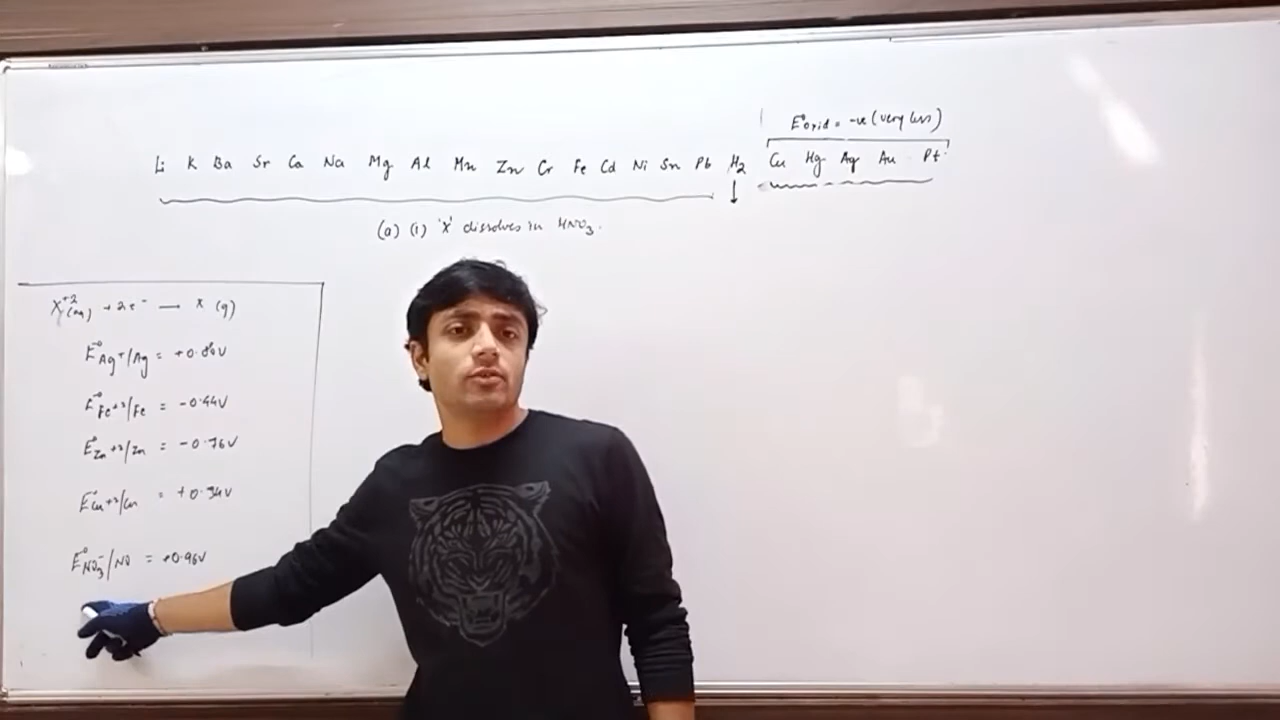 E°oxid = -ve (very less)
Li K Ba Sr Ca Na Mg Al Mn Zn Cr Fe Cd Ni Sn Pb H₂ Cu Hg Ag Au Pt
(a) (i) 'X' dissolves in HNO₃.
X⁺²(aq) + 2e⁻ — X (g)
E°Ag⁺/Ag = +0.80V
E°Fe⁺²/Fe = -0.44V
E°Zn⁺²/Zn = -0.76V
E°Cu⁺²/Cu = +0.34V
E°NO₃⁻/NO = +0.96V